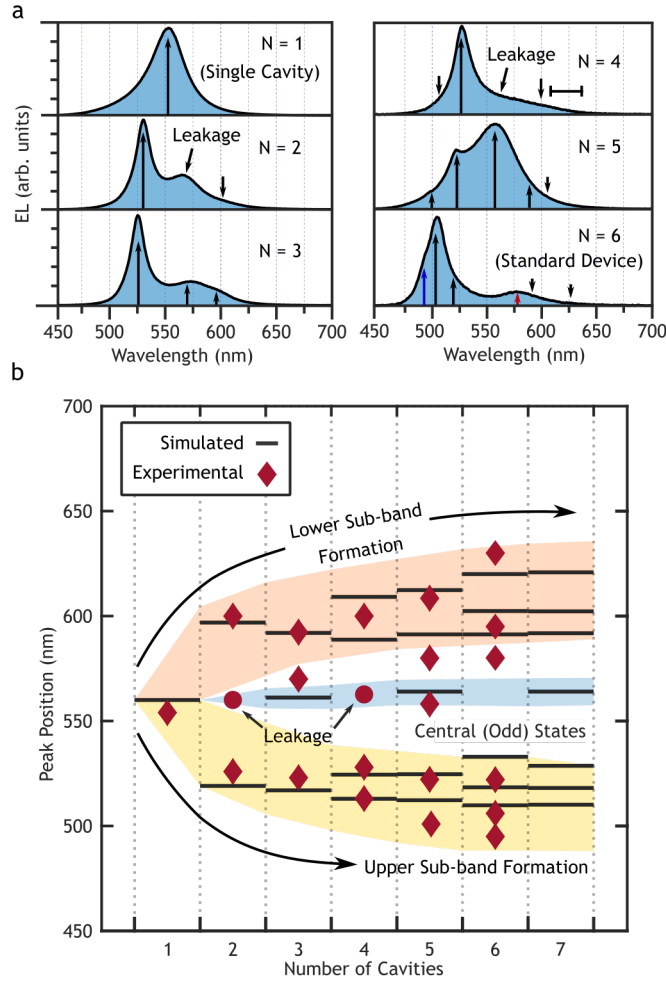 a
EL (arb. units)
N = 1
(Single Cavity)
Leakage
N = 2
N = 3
450 500 550 600 650 700
Wavelength (nm)
Leakage
N = 4
N = 5
N = 6
(Standard Device)
500 550 600 650 700
Wavelength (nm)
b
Peak Position (nm)
700
650
600
550
500
450
Simulated
Experimental
Lower Sub-band
Formation
Leakage
Central (Odd) States
Upper Sub-band Formation
1 2 3 4 5 6 7
Number of Cavities